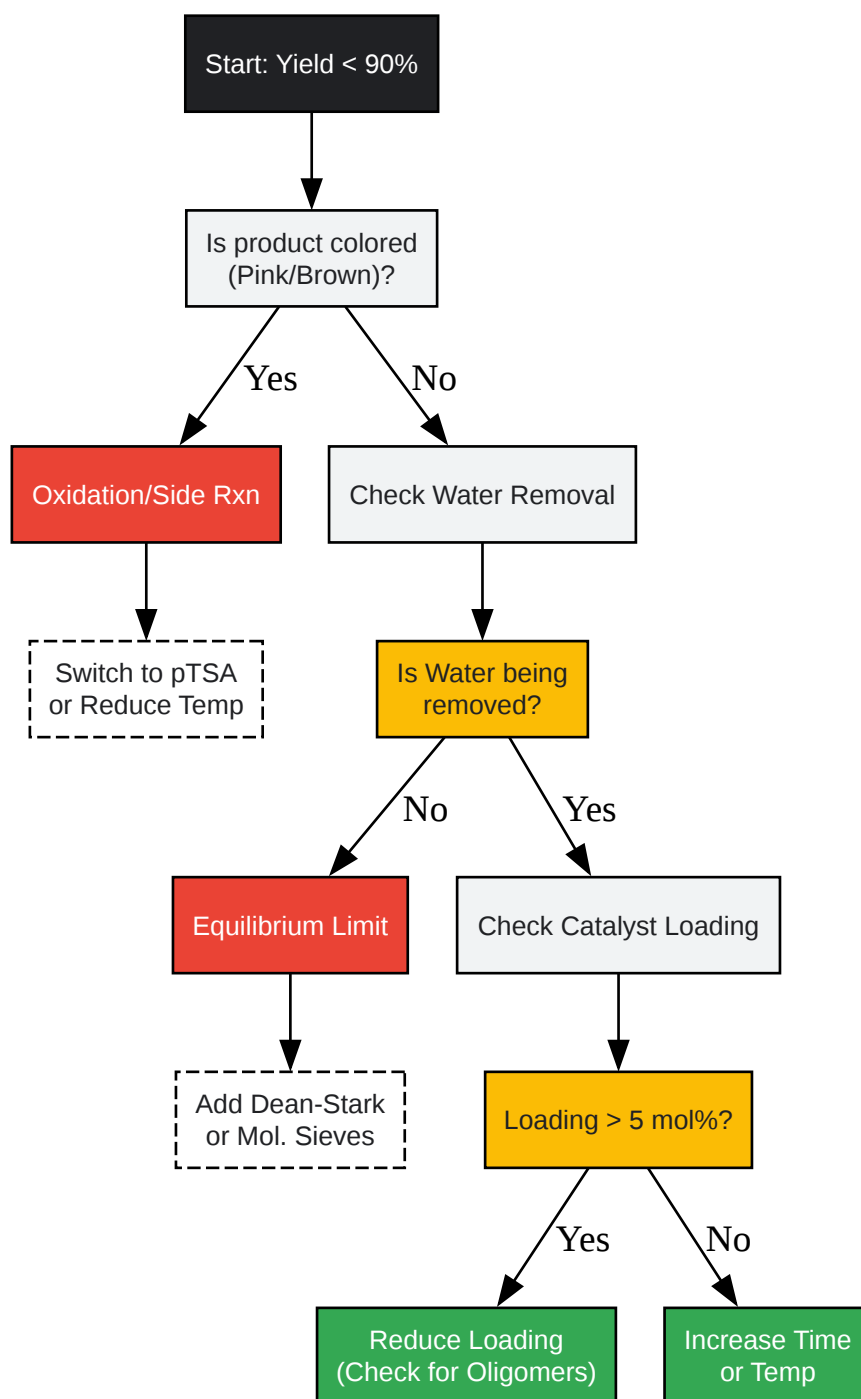 Start: Yield < 90%
Is product colored
(Pink/Brown)?
Yes
No
Oxidation/Side Rxn
Check Water Removal
Switch to pTSA
or Reduce Temp
Is Water being
removed?
No
Yes
Equilibrium Limit
Check Catalyst Loading
Add Dean-Stark
or Mol. Sieves
Loading > 5 mol%?
Yes
No
Reduce Loading
(Check for Oligomers)
Increase Time
or Temp